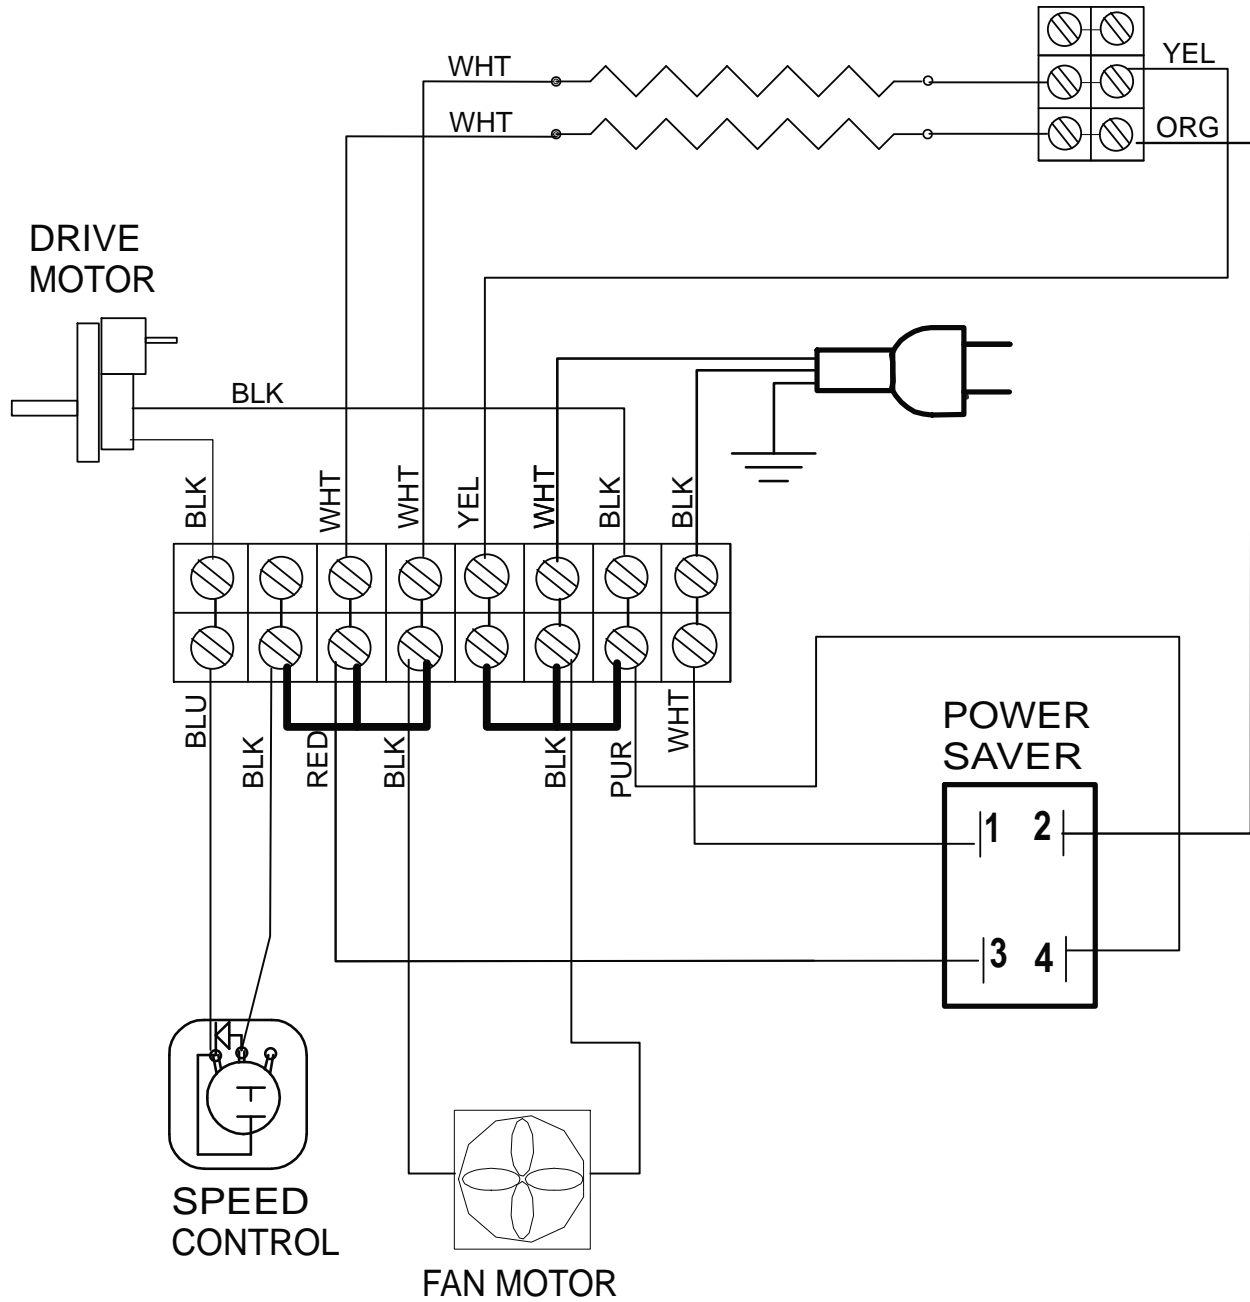 WHT
YEL
WHT
ORG
DRIVE
MOTOR
BLK
BLK
WHT
WHT
YEL
WHT
BLK
BLK
BLU
BLK
RED
BLK
BLK
PUR
WHT
POWER
SAVER
1 2
3 4
SPEED
CONTROL
FAN MOTOR